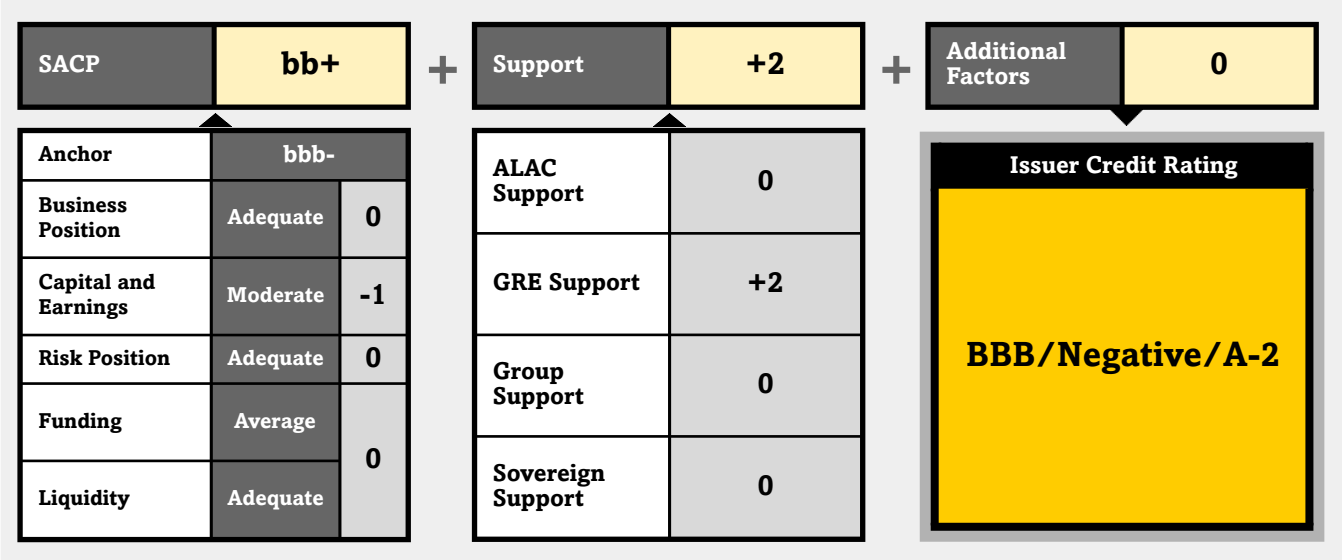 SACP bb+ + Support +2 + Additional Factors 0
Anchor bbb-
Business Position Adequate 0
Capital and Earnings Moderate -1
Risk Position Adequate 0
Funding Average
0
Liquidity Adequate
ALAC Support 0
GRE Support +2
Group Support 0
Sovereign Support 0
Issuer Credit Rating
BBB/Negative/A-2